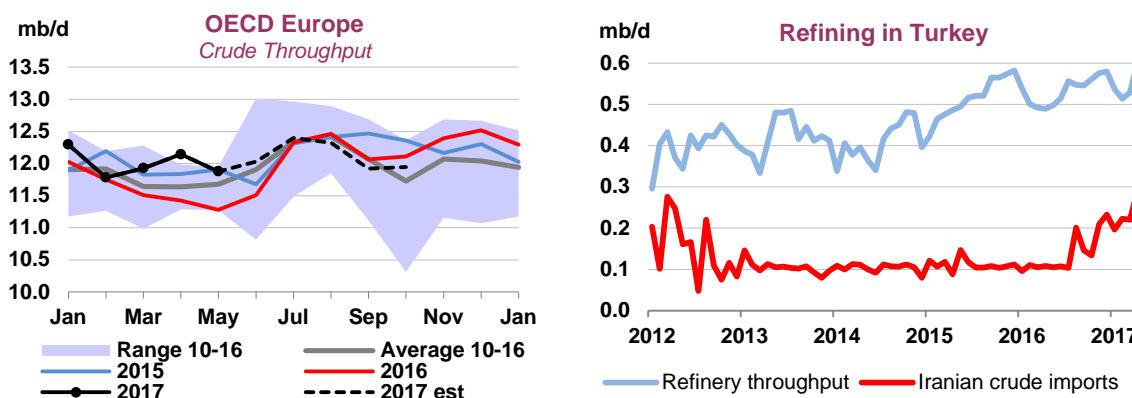 mb/d
OECD Europe
Crude Throughput
13.5
13.0
12.5
12.0
11.5
11.0
10.5
10.0
Jan Mar May Jul Sep Nov Jan
Range 10-16 Average 10-16
2015 2016
2017 2017 est
mb/d
Refining in Turkey
0.6
0.5
0.4
0.3
0.2
0.1
0.0
2012 2013 2014 2015 2016 2017
Refinery throughput Iranian crude imports